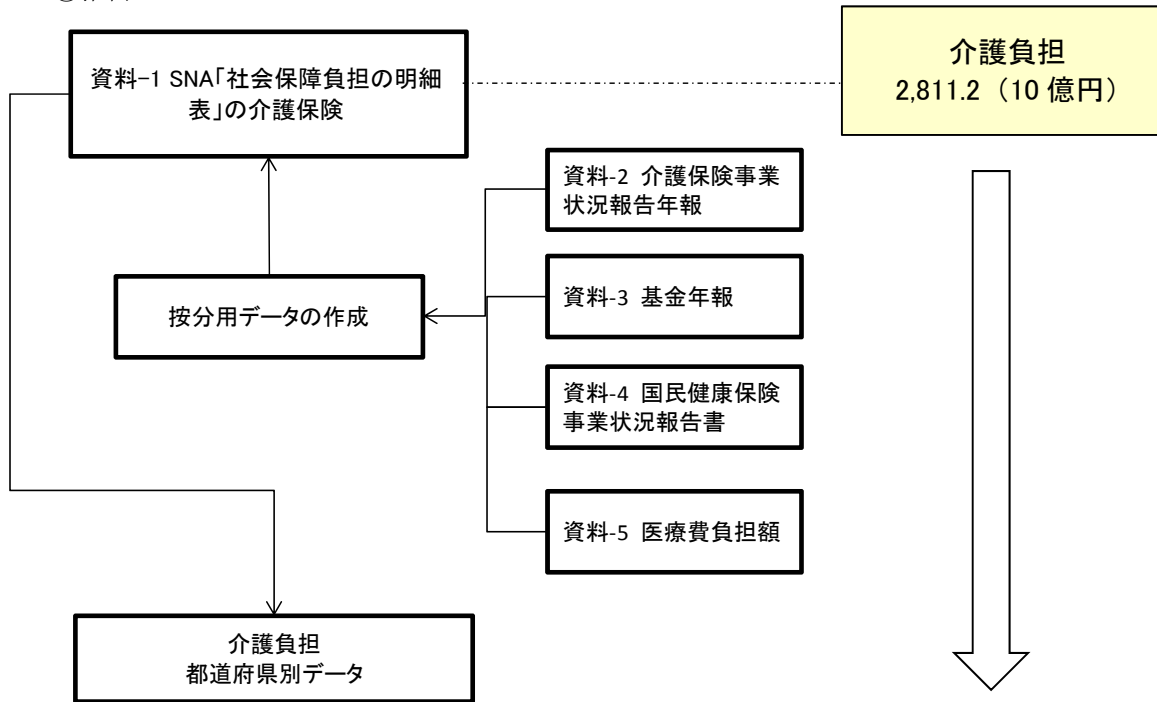 資料-1 SNA「社会保障負担の明細
表」の介護保険
介護負担
2,811.2（10 億円）
資料-2 介護保険事業
状況報告年報
資料-3 基金年報
按分用データの作成
資料-4 国民健康保険
事業状況報告書
資料-5 医療費負担額
介護負担
都道府県別データ